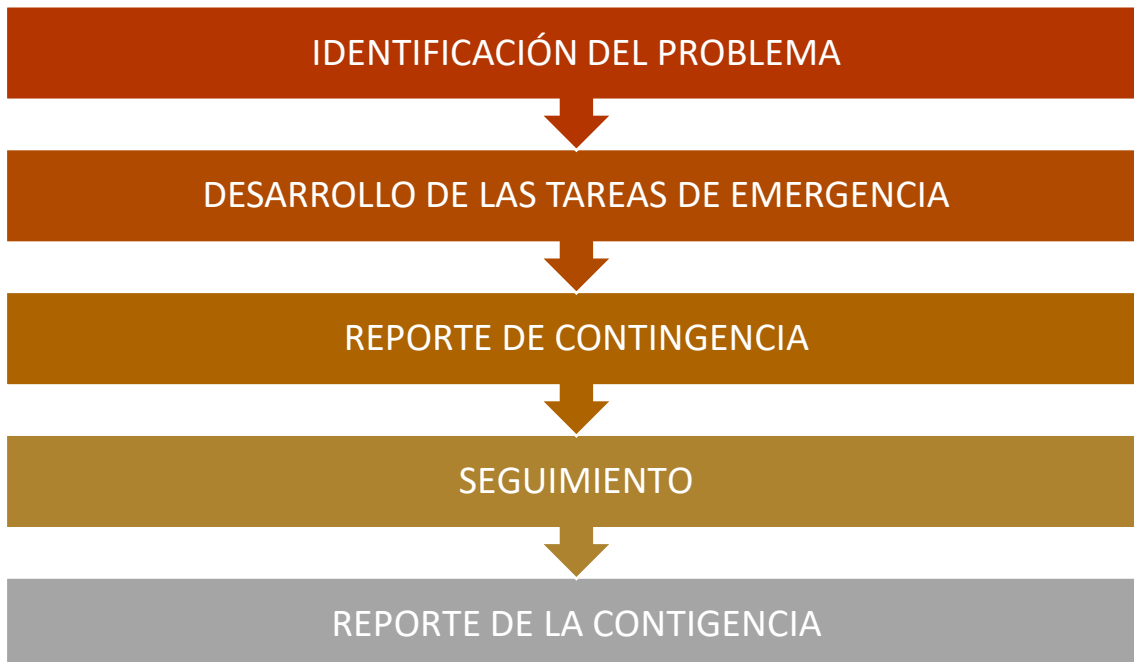 IDENTIFICACIÓN DEL PROBLEMA
DESARROLLO DE LAS TAREAS DE EMERGENCIA
REPORTE DE CONTINGENCIA
SEGUIMIENTO
REPORTE DE LA CONTIGENCIA